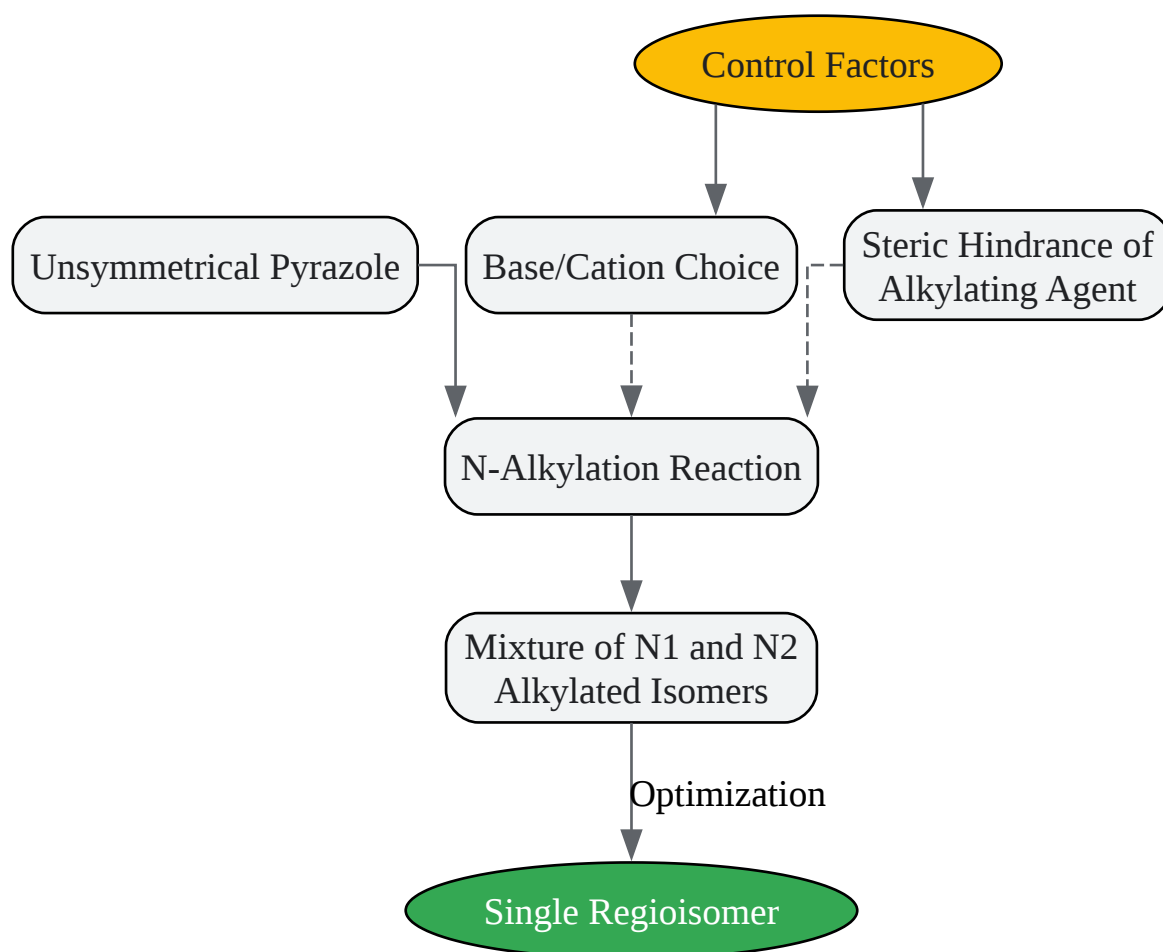 Control Factors
Unsymmetrical Pyrazole
Base/Cation Choice
Steric Hindrance of
Alkylating Agent
N-Alkylation Reaction
Mixture of N1 and N2
Alkylated Isomers
Optimization
Single Regioisomer